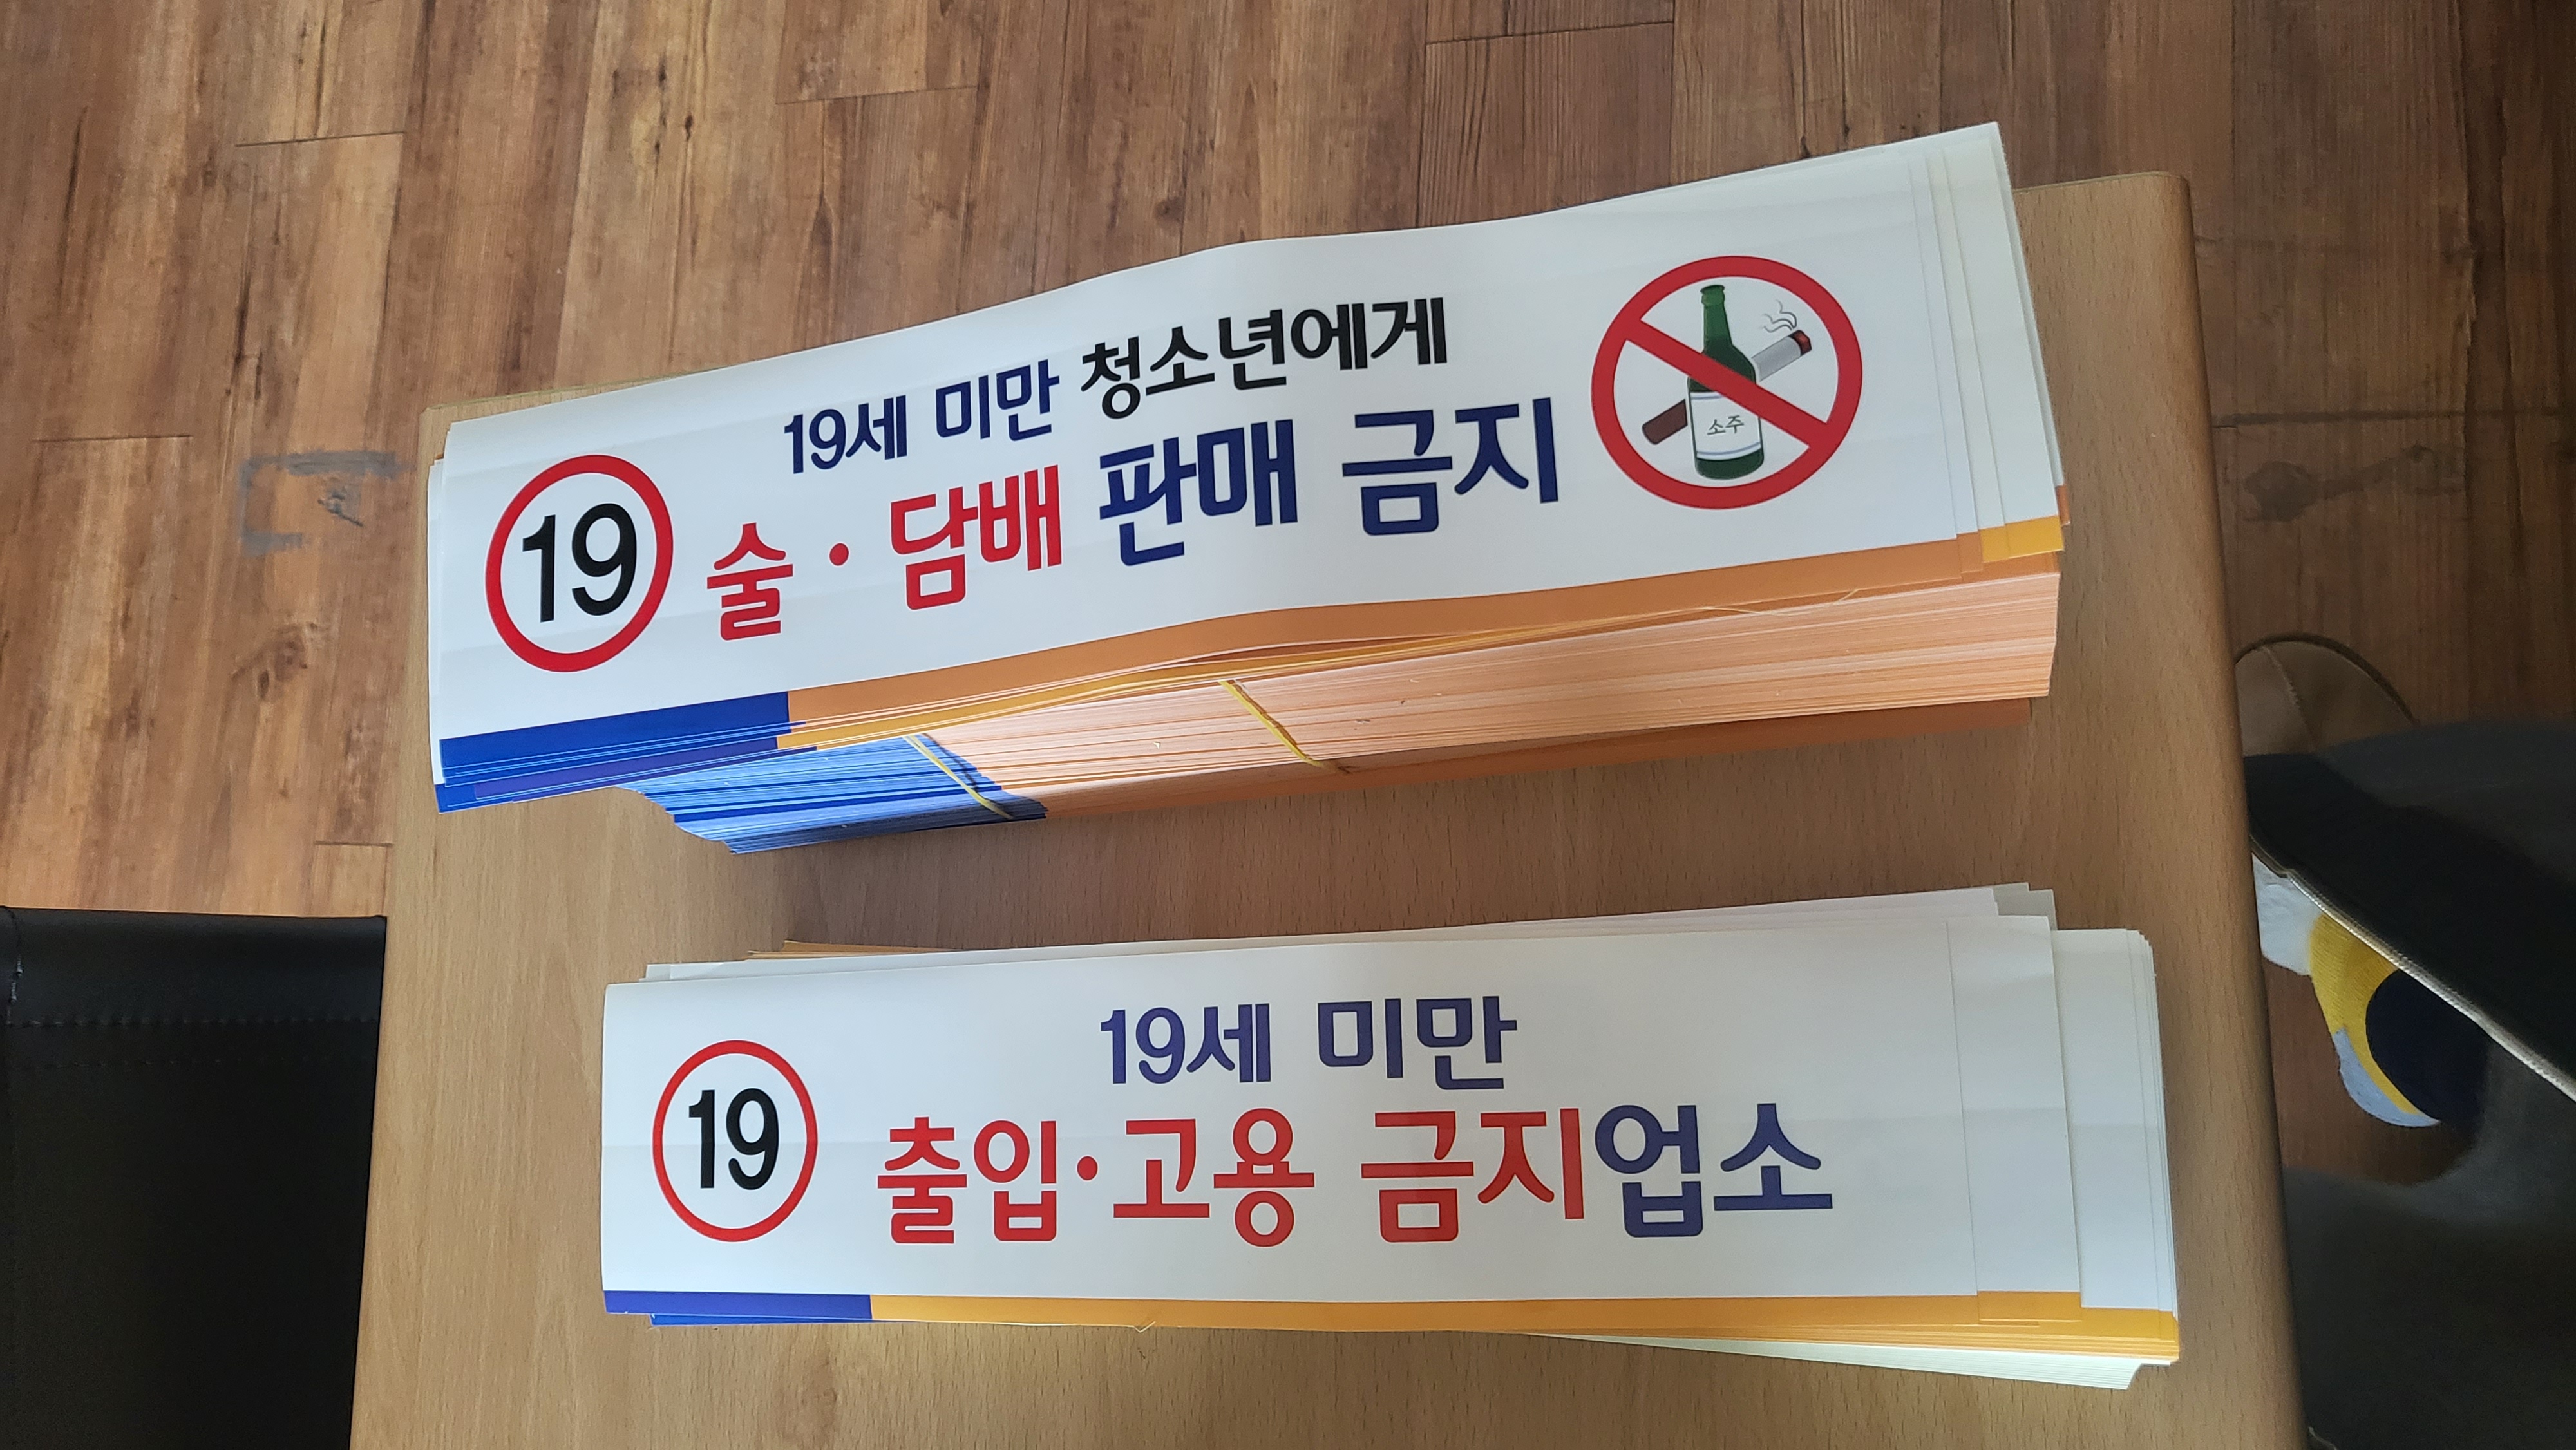 19
19세 미만 청소년에게
술·담배 판매 금지
소주
19
19세 미만
출입·고용 금지업소